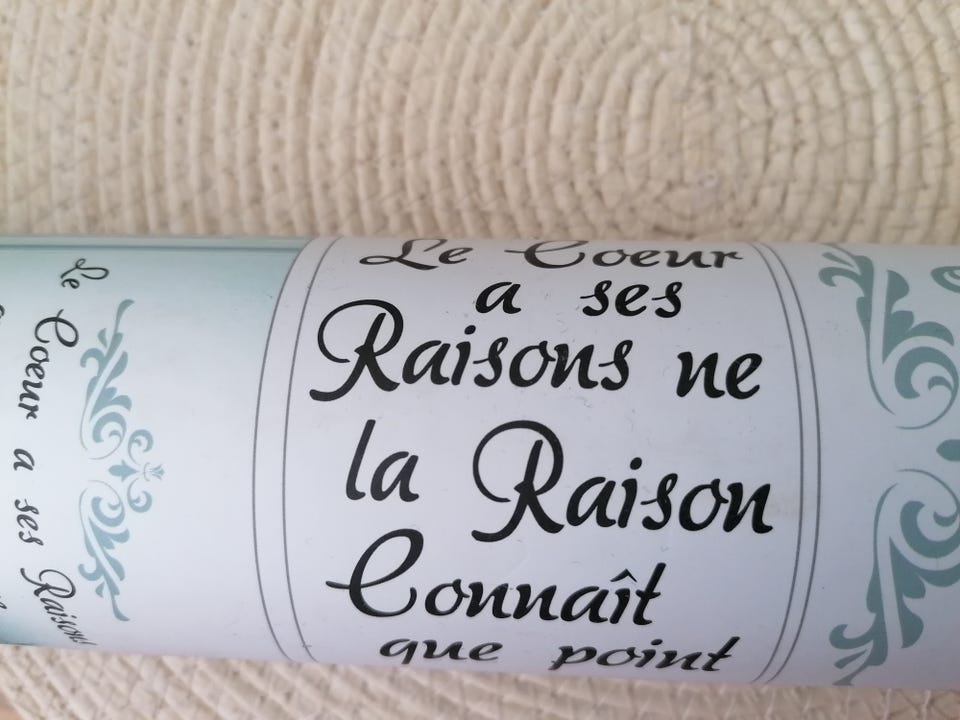 Le Coeur
a ses
Raisons ne
la Raison
Connaît
que point
Le Coeur a ses Raisons